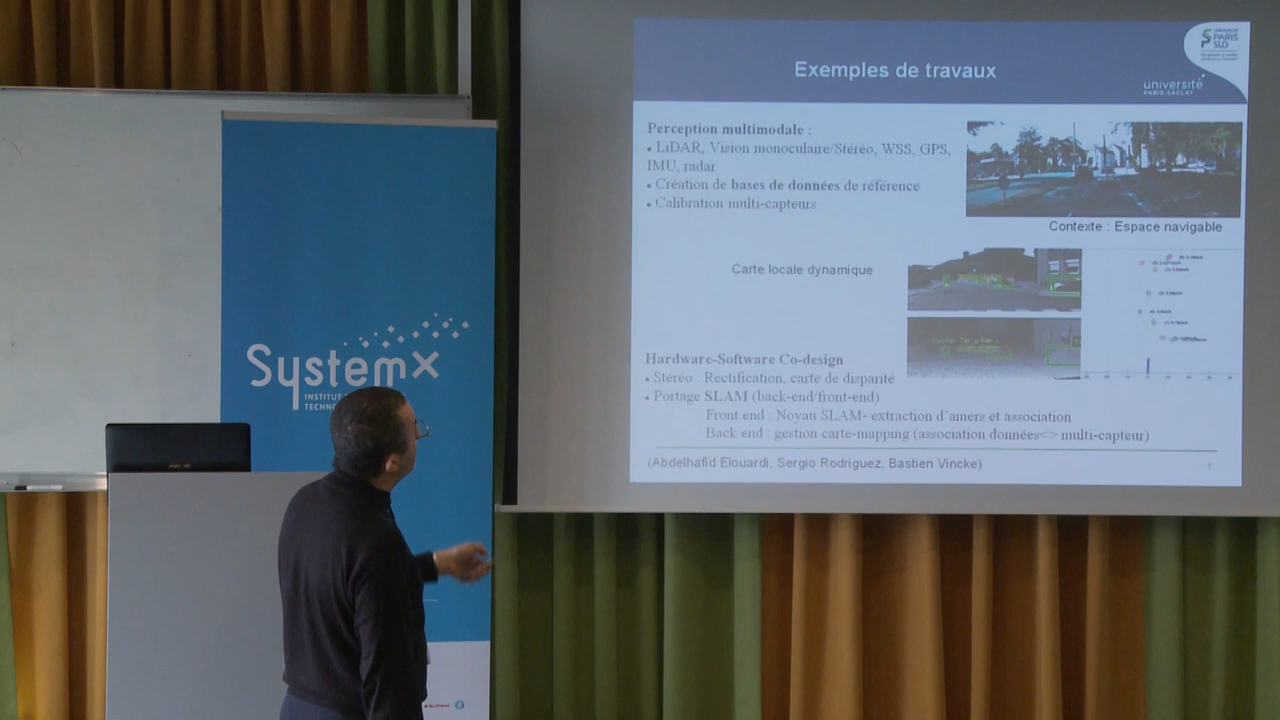 Exemples de travaux
UNIVERSITÉ
PARIS
SUD
université
PARIS-SACLAY
Perception multimodale :
• LiDAR, Vision monoculaire/Stéréo, WSS, GPS,
IMU, radar
• Création de bases de données de référence
• Calibration multi-capteurs
Contexte : Espace navigable
Carte locale dynamique
Hardware-Software Co-design
• Stéréo : Rectification, carte de disparité
• Portage SLAM (back-end/front-end)
Front end : Noyau SLAM- extraction d'amers et association
Back end : gestion carte-mapping (association données<> multi-capteur)
(Abdelhafid Elouardi, Sergio Rodriguez, Bastien Vincke)
7
Systemx
INSTITUT